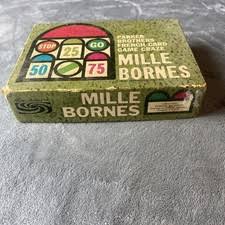 STOP
25
GO
50
75
PARKER
BROTHERS
FRENCH CARD
GAME CRAZE
MILLE
BORNES
MILLE
BORNES